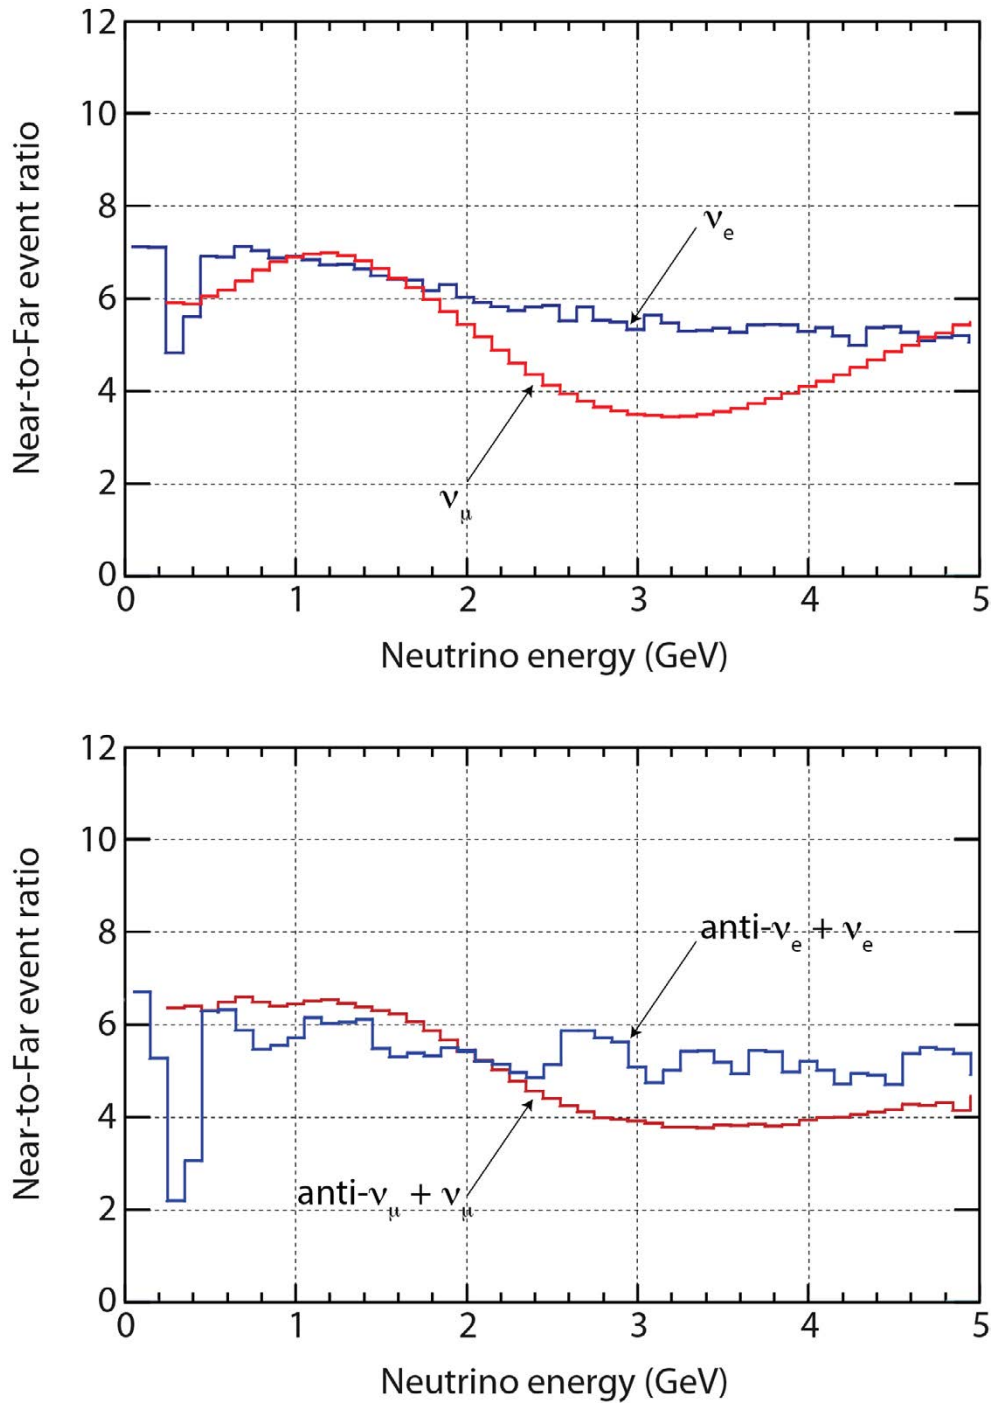 12
10
8
6
4
2
0
Near-to-Far event ratio
νe
νμ
0 1 2 3 4 5
Neutrino energy (GeV)
12
10
8
6
4
2
0
Near-to-Far event ratio
anti-νe + νe
anti-νμ + νμ
0 1 2 3 4 5
Neutrino energy (GeV)